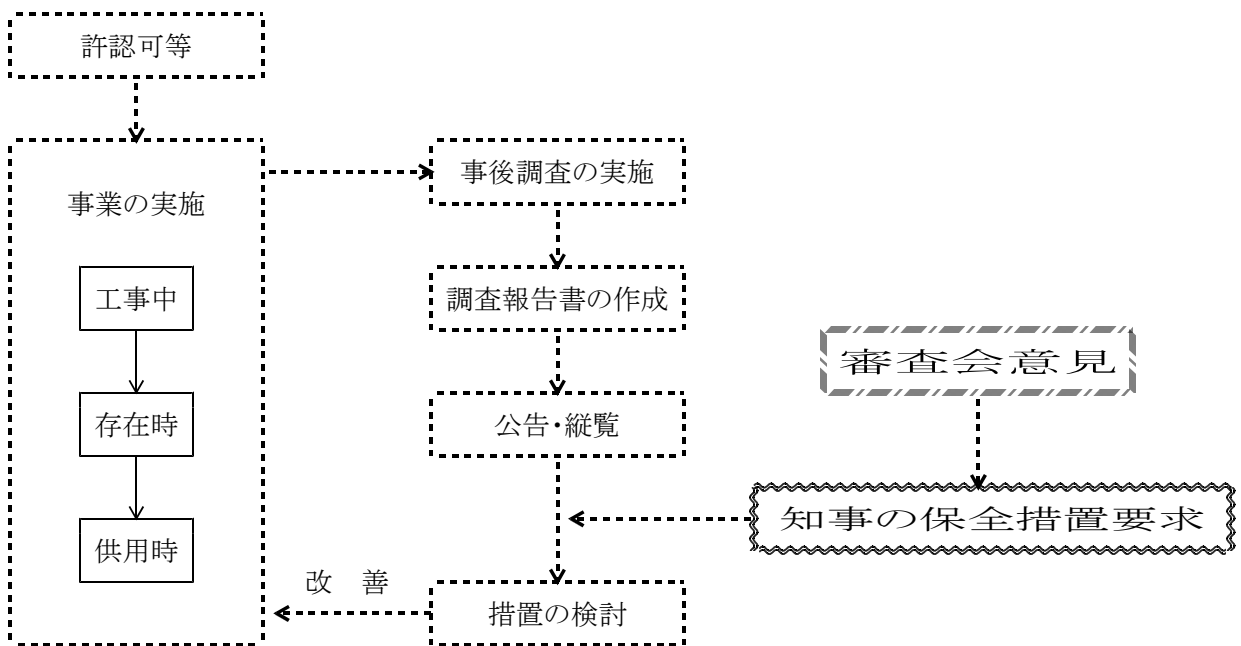 許認可等
事業の実施
工事中
存在時
供用時
事後調査の実施
調査報告書の作成
公告・縦覧
審査会意見
知事の保全措置要求
改　善
措置の検討